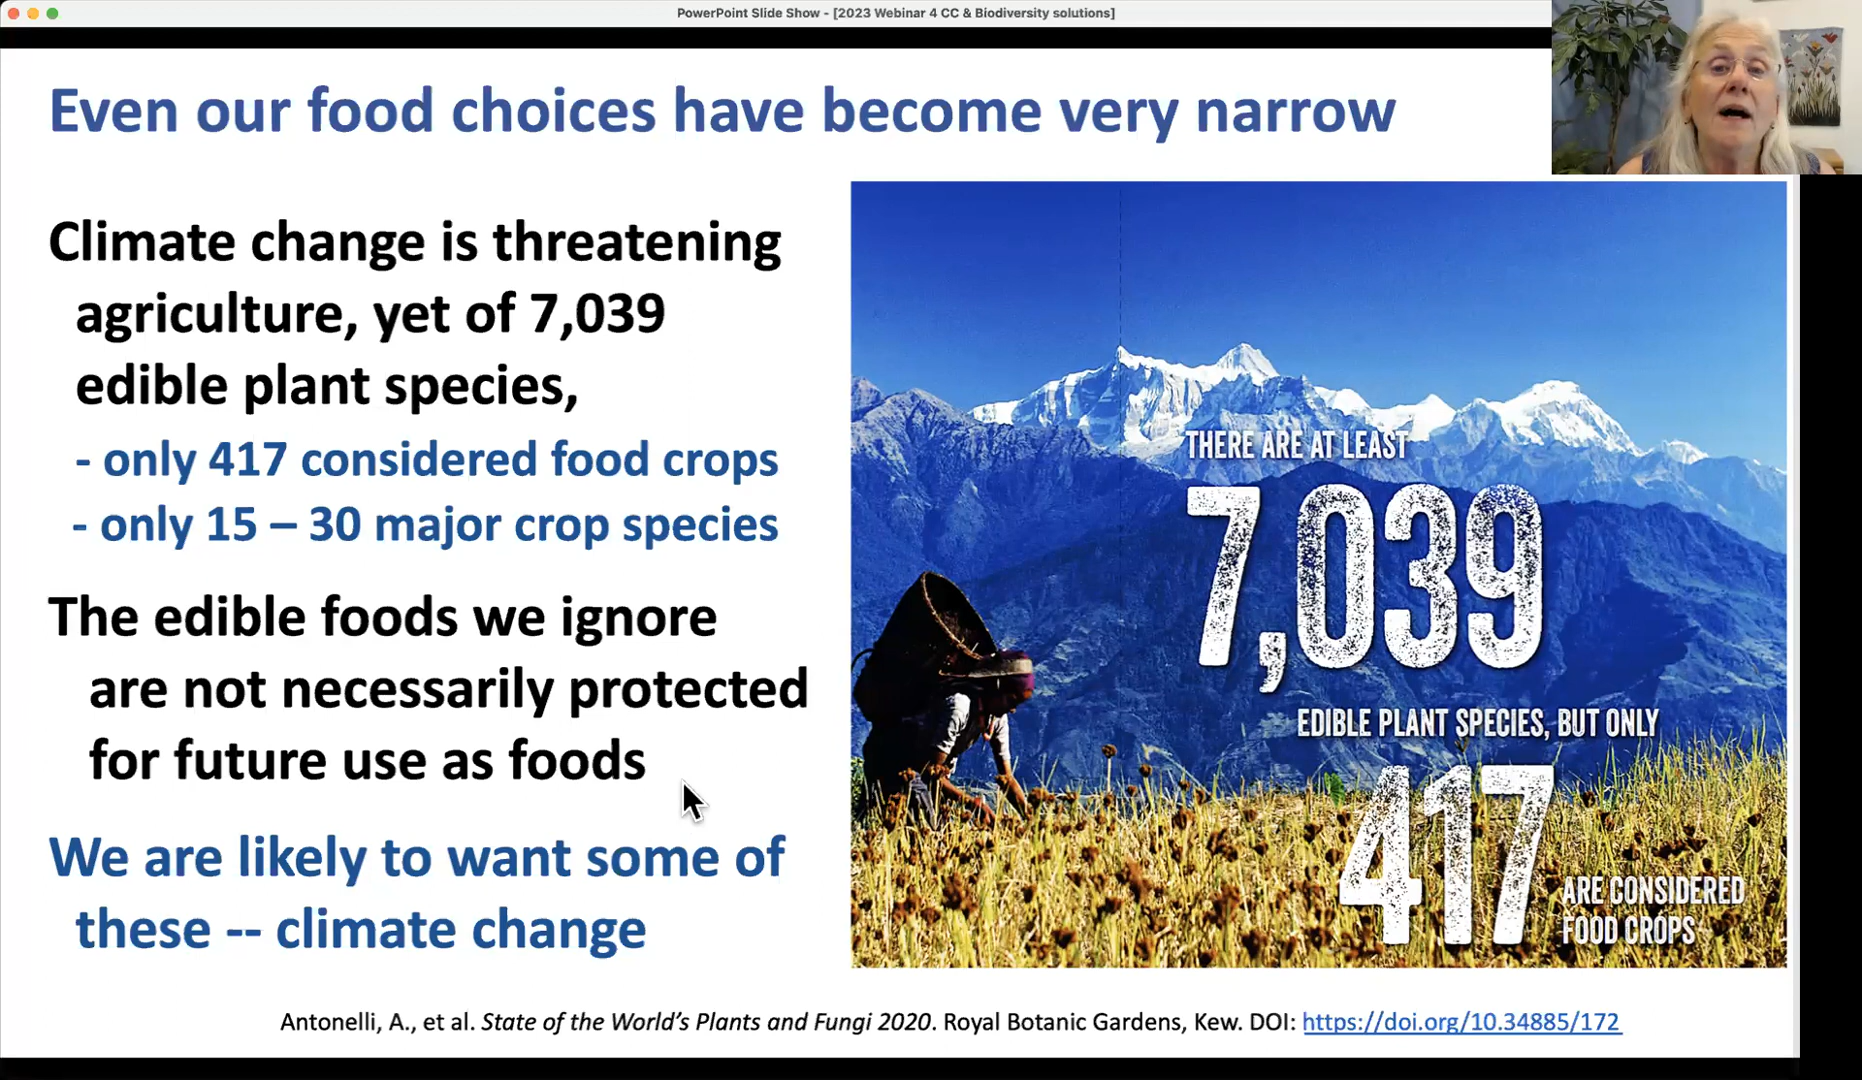 PowerPoint Slide Show - [2023 Webinar 4 CC & Biodiversity solutions]
Even our food choices have become very narrow
Climate change is threatening
agriculture, yet of 7,039
edible plant species,
- only 417 considered food crops
- only 15 – 30 major crop species
The edible foods we ignore
are not necessarily protected
for future use as foods
We are likely to want some of
these -- climate change
THERE ARE AT LEAST
7,039
EDIBLE PLANT SPECIES, BUT ONLY
417
ARE CONSIDERED
FOOD CROPS
Antonelli, A., et al. State of the World's Plants and Fungi 2020. Royal Botanic Gardens, Kew. DOI: https://doi.org/10.34885/172